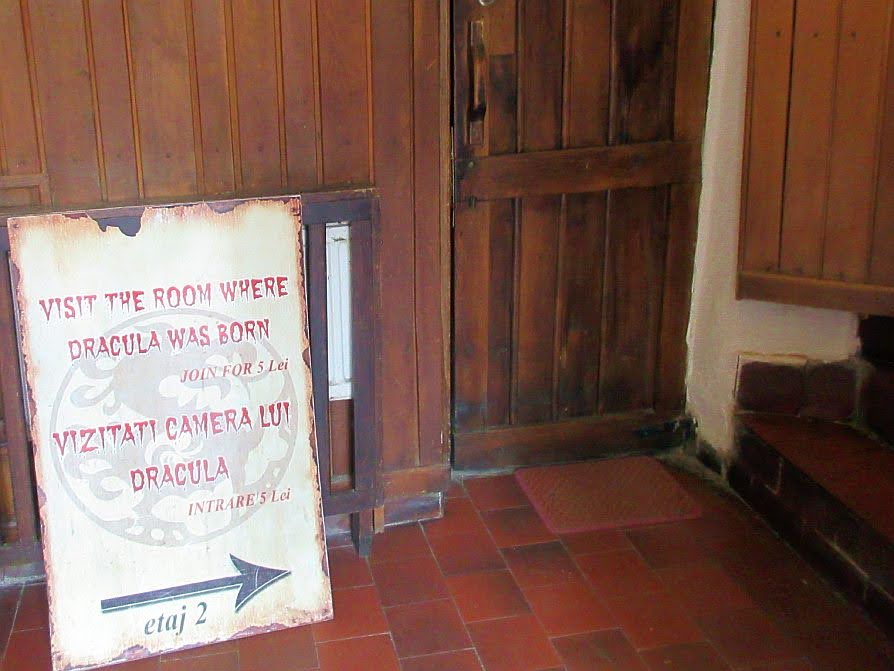 VISIT THE ROOM WHERE
DRACULA WAS BORN
JOIN FOR 5 Lei
VIZITATI CAMERA LUI
DRACULA
INTRARE 5 Lei
etaj 2